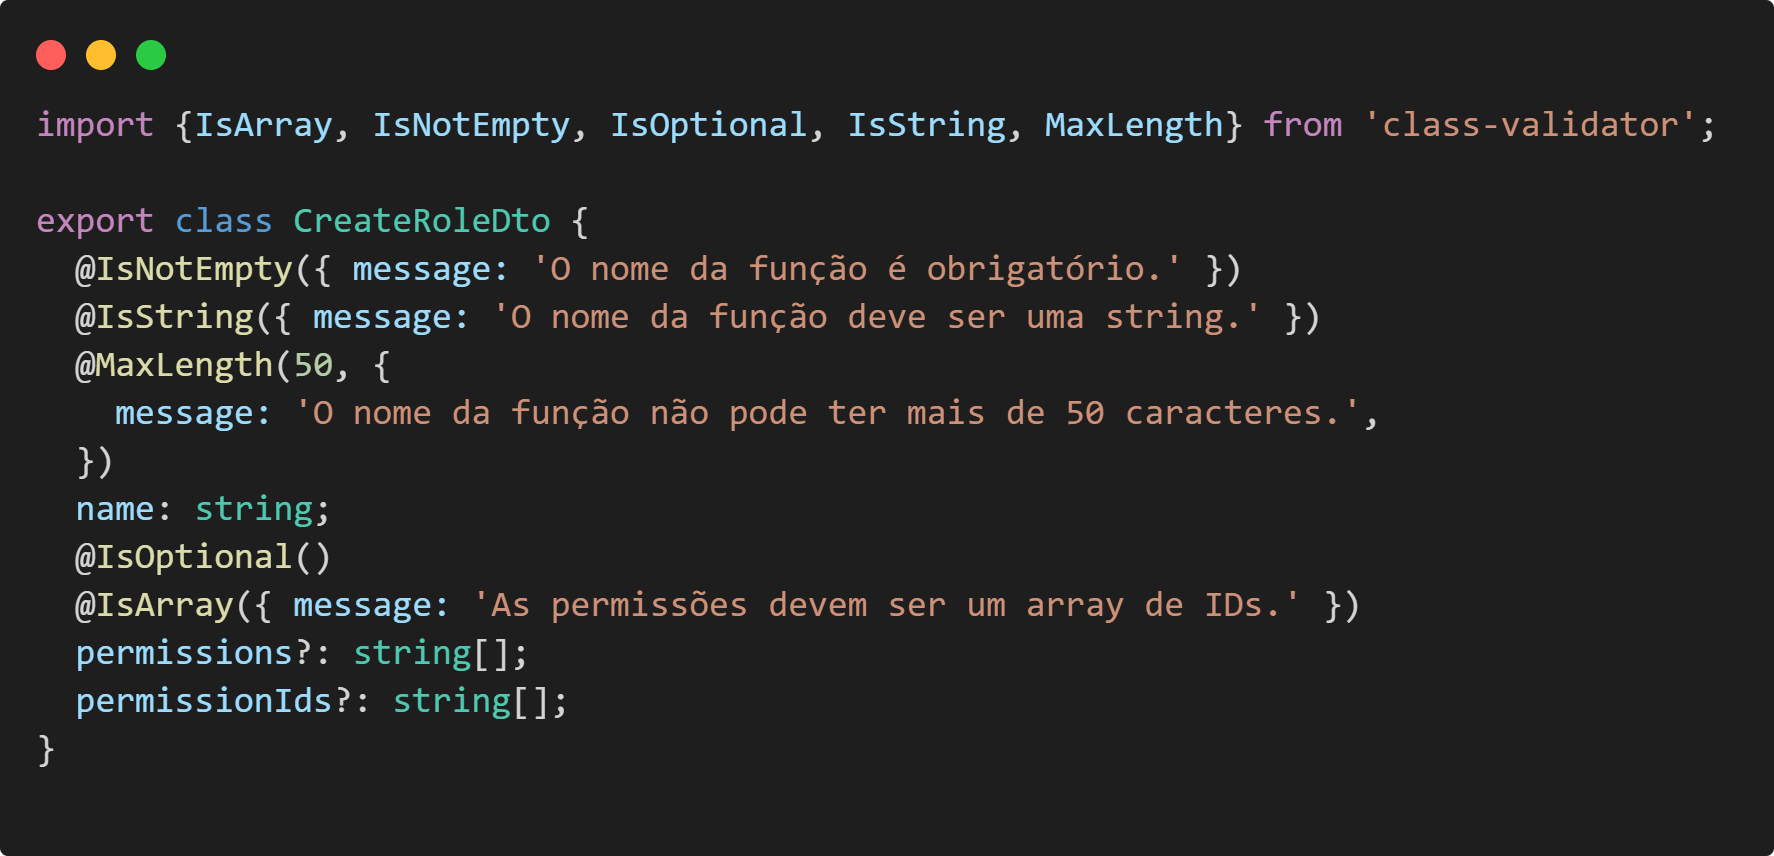 import {IsArray, IsNotEmpty, IsOptional, IsString, MaxLength} from 'class-validator';
export class CreateRoleDto {
@IsNotEmpty({ message: 'O nome da função é obrigatório.' })
@IsString({ message: 'O nome da função deve ser uma string.' })
@MaxLength(50, {
message: 'O nome da função não pode ter mais de 50 caracteres.',
})
name: string;
@IsOptional()
@IsArray({ message: 'As permissões devem ser um array de IDs.' })
permissions?: string[];
permissionIds?: string[];
}